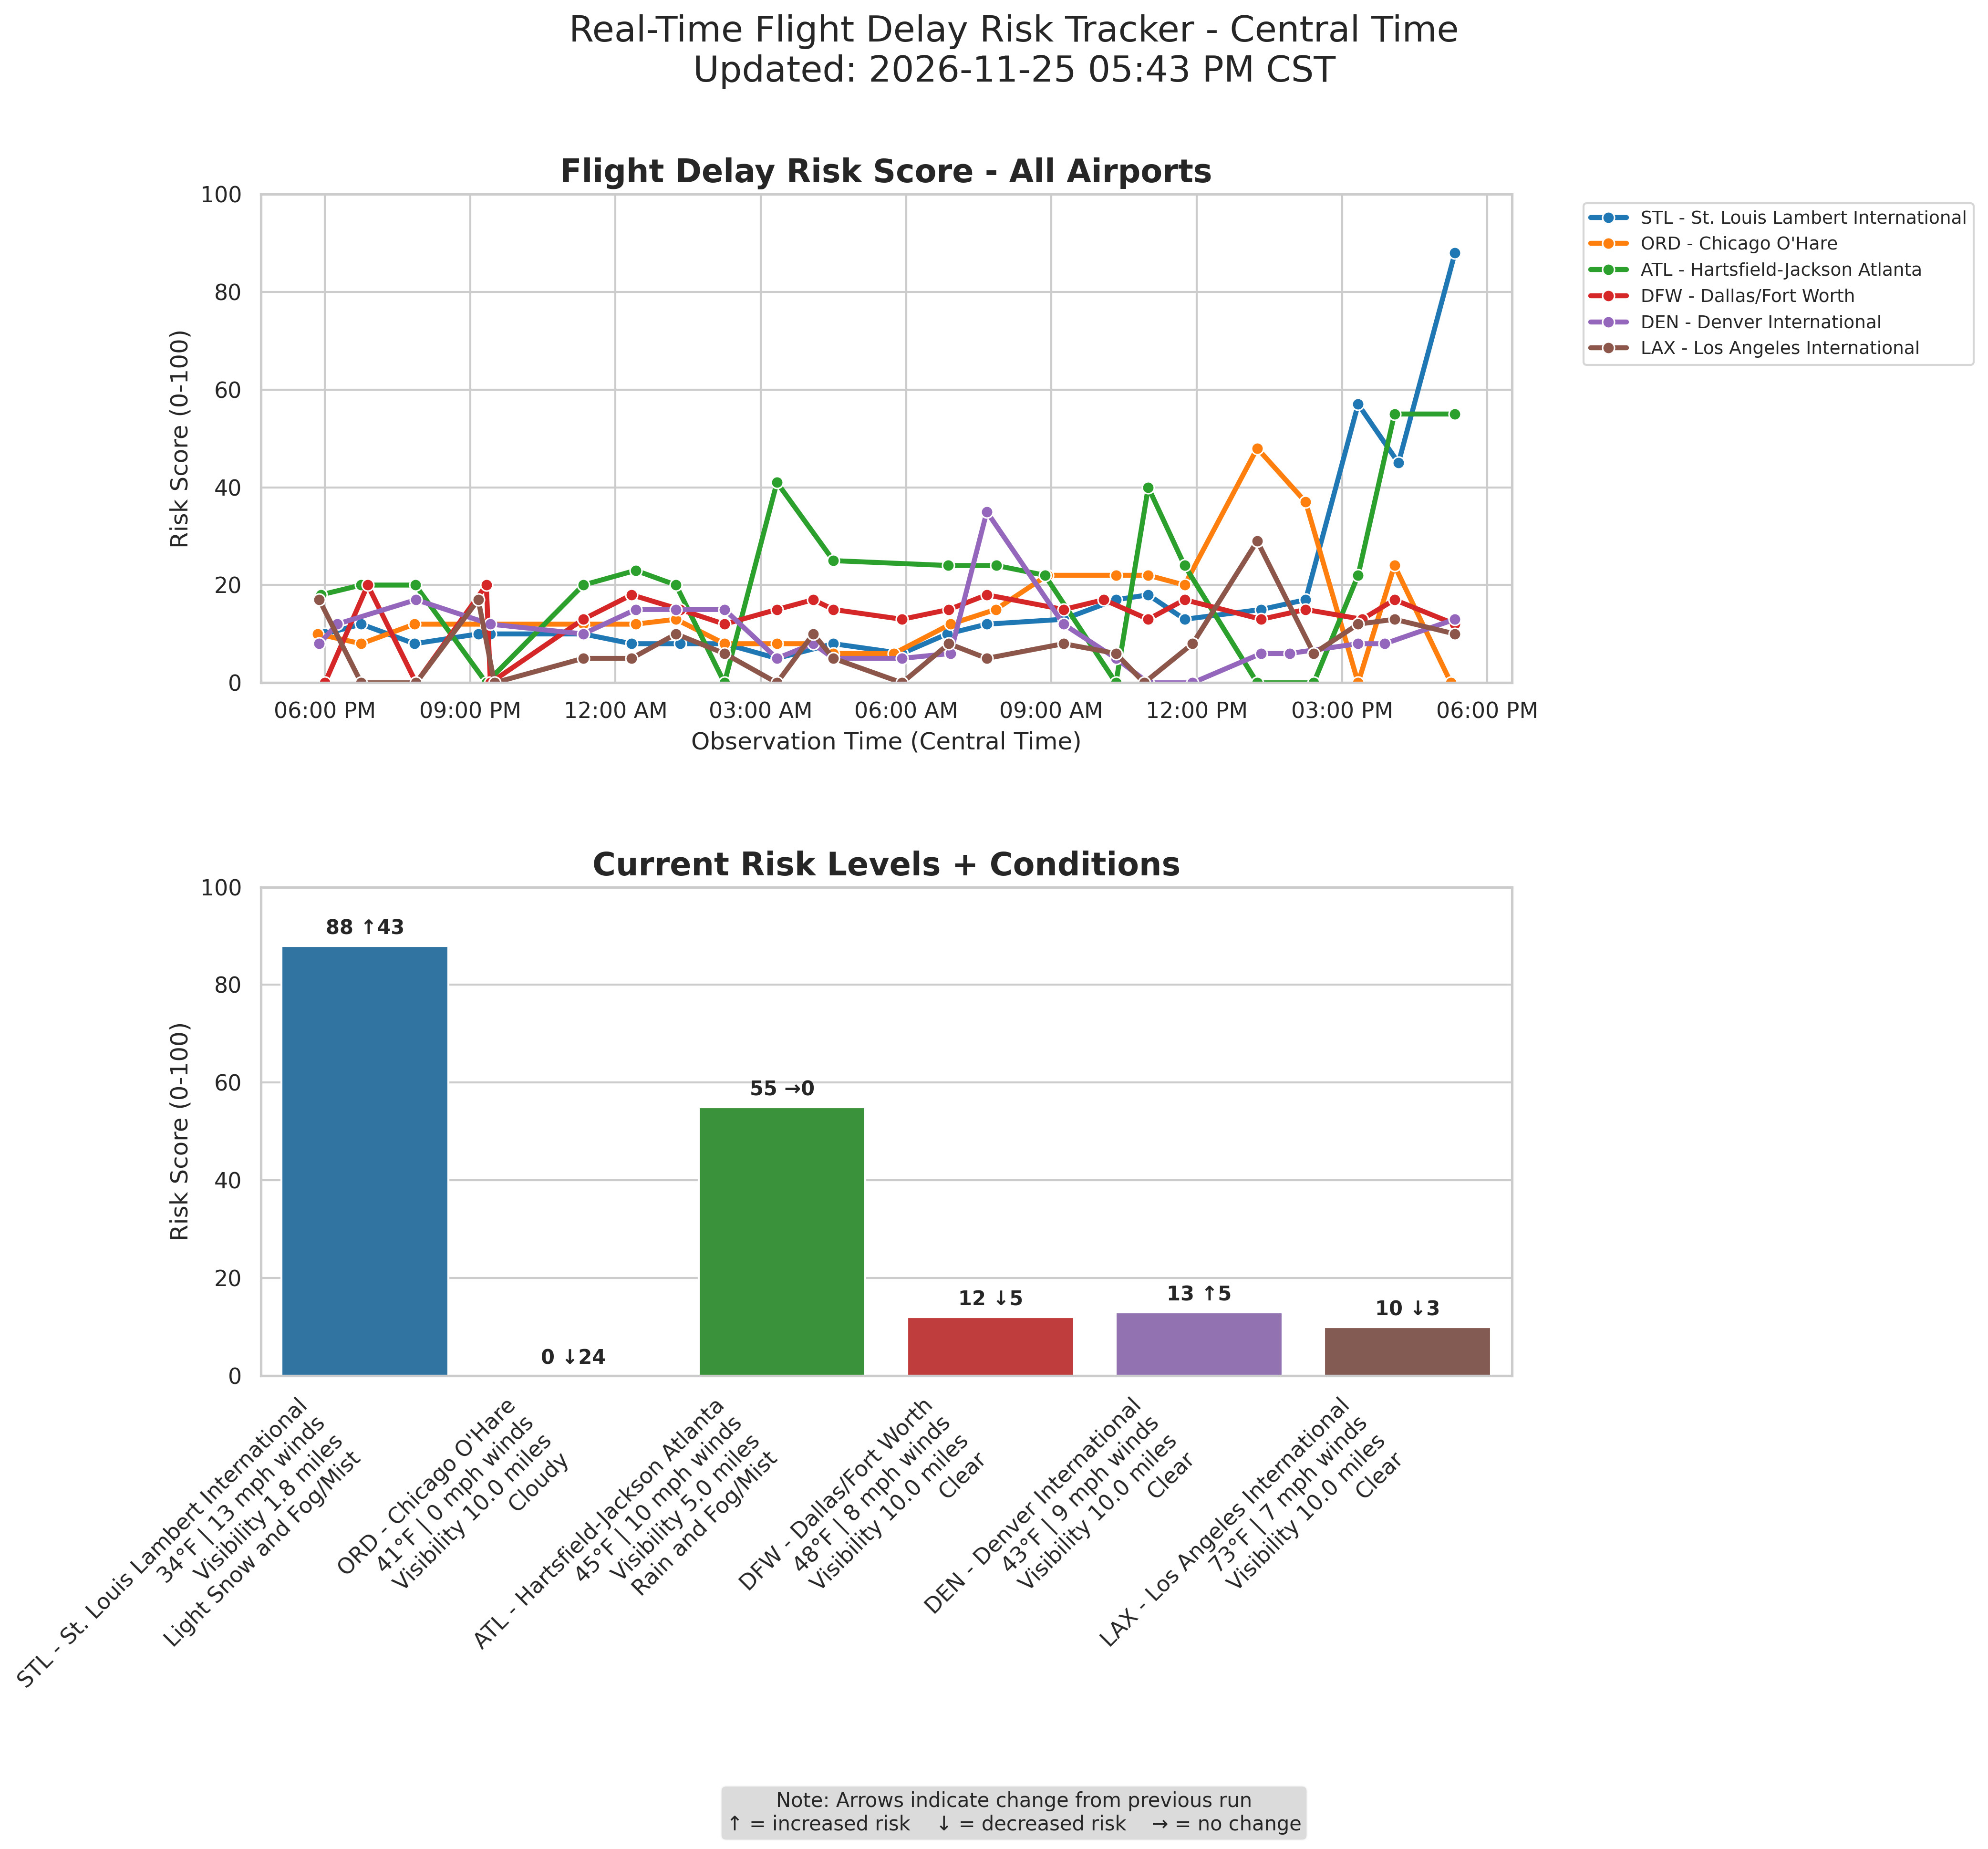 Real-Time Flight Delay Risk Tracker - Central Time
Updated: 2026-11-25 05:43 PM CST
Flight Delay Risk Score - All Airports
Risk Score (0-100)
100
80
60
40
20
0
06:00 PM
09:00 PM
12:00 AM
03:00 AM
06:00 AM
09:00 AM
12:00 PM
03:00 PM
06:00 PM
Observation Time (Central Time)
STL - St. Louis Lambert International
ORD - Chicago O'Hare
ATL - Hartsfield-Jackson Atlanta
DFW - Dallas/Fort Worth
DEN - Denver International
LAX - Los Angeles International
Current Risk Levels + Conditions
Risk Score (0-100)
100
80
60
40
20
0
88 ↑43
0 ↓24
55 →0
12 ↓5
13 ↑5
10 ↓3
STL - St. Louis Lambert International
34°F | 13 mph winds
Visibility 1.8 miles
Light Snow and Fog/Mist
ORD - Chicago O'Hare
41°F | 0 mph winds
Visibility 10.0 miles
Cloudy
ATL - Hartsfield-Jackson Atlanta
45°F | 10 mph winds
Visibility 5.0 miles
Rain and Fog/Mist
DFW - Dallas/Fort Worth
48°F | 8 mph winds
Visibility 10.0 miles
Clear
DEN - Denver International
43°F | 9 mph winds
Visibility 10.0 miles
Clear
LAX - Los Angeles International
73°F | 7 mph winds
Visibility 10.0 miles
Clear
Note: Arrows indicate change from previous run
↑ = increased risk ↓ = decreased risk → = no change